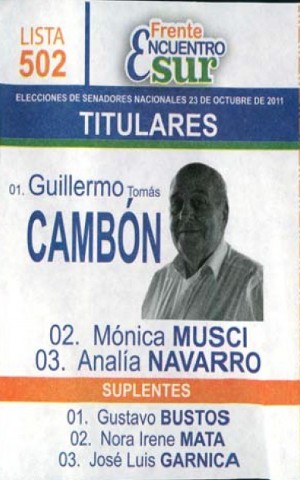 LISTA
502
Frente
ENCUENTRO
sur
ELECCIONES DE SENADORES NACIONALES 23 DE OCTUBRE DE 2011
TITULARES
01. Guillermo Tomás
CAMBÓN
02. Mónica MUSCI
03. Analía NAVARRO
SUPLENTES
01. Gustavo BUSTOS
02. Nora Irene MATA
03. José Luis GARNICA